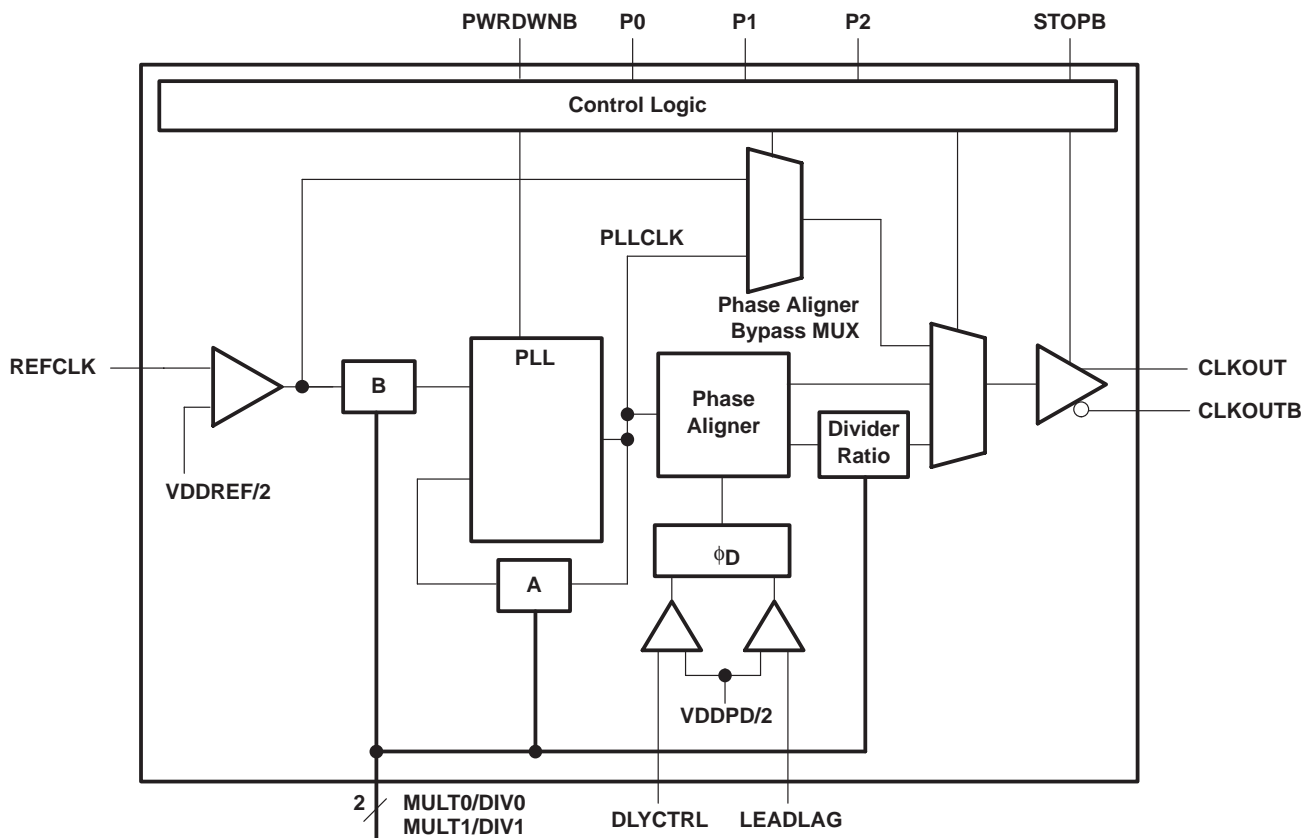 PWRDWNB P0 P1 P2 STOPB
Control Logic
PLLCLK
Phase Aligner
Bypass MUX
REFCLK
PLL
B
Phase
Aligner
CLKOUT
CLKOUTB
Divider
Ratio
VDDREF/2
ϕD
A
VDDPD/2
2 MULT0/DIV0
MULT1/DIV1
DLYCTRL LEADLAG